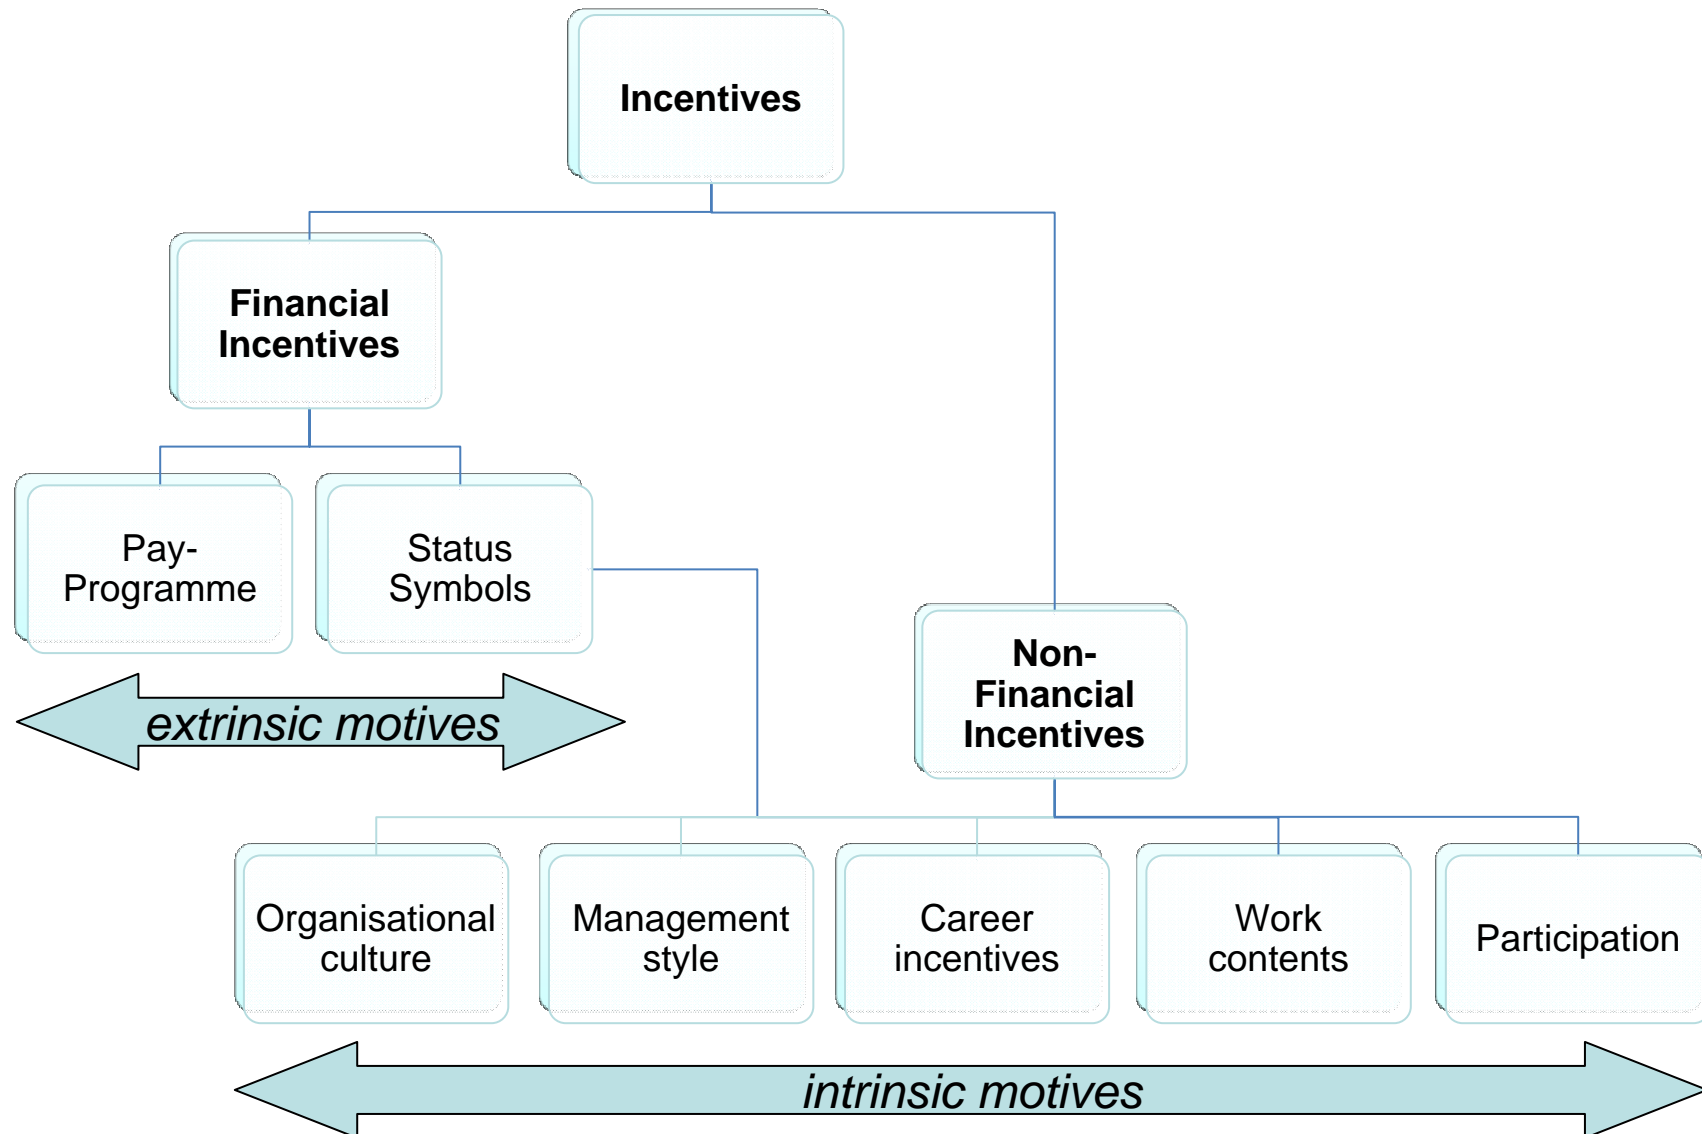 Incentives
Financial
Incentives
Pay-
Programme
Status
Symbols
Non-
Financial
Incentives
extrinsic motives
Organisational
culture
Management
style
Career
incentives
Work
contents
Participation
intrinsic motives